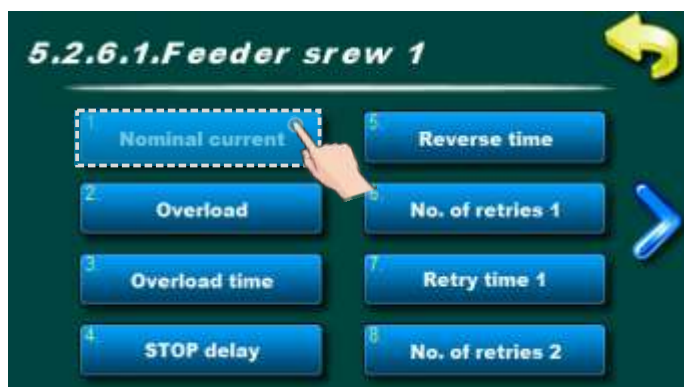 5.2.6.1.Feeder srew 1
1. Nominal current
2. Overload
3. Overload time
4. STOP delay
5. Reverse time
6. No. of retries 1
7. Retry time 1
8. No. of retries 2